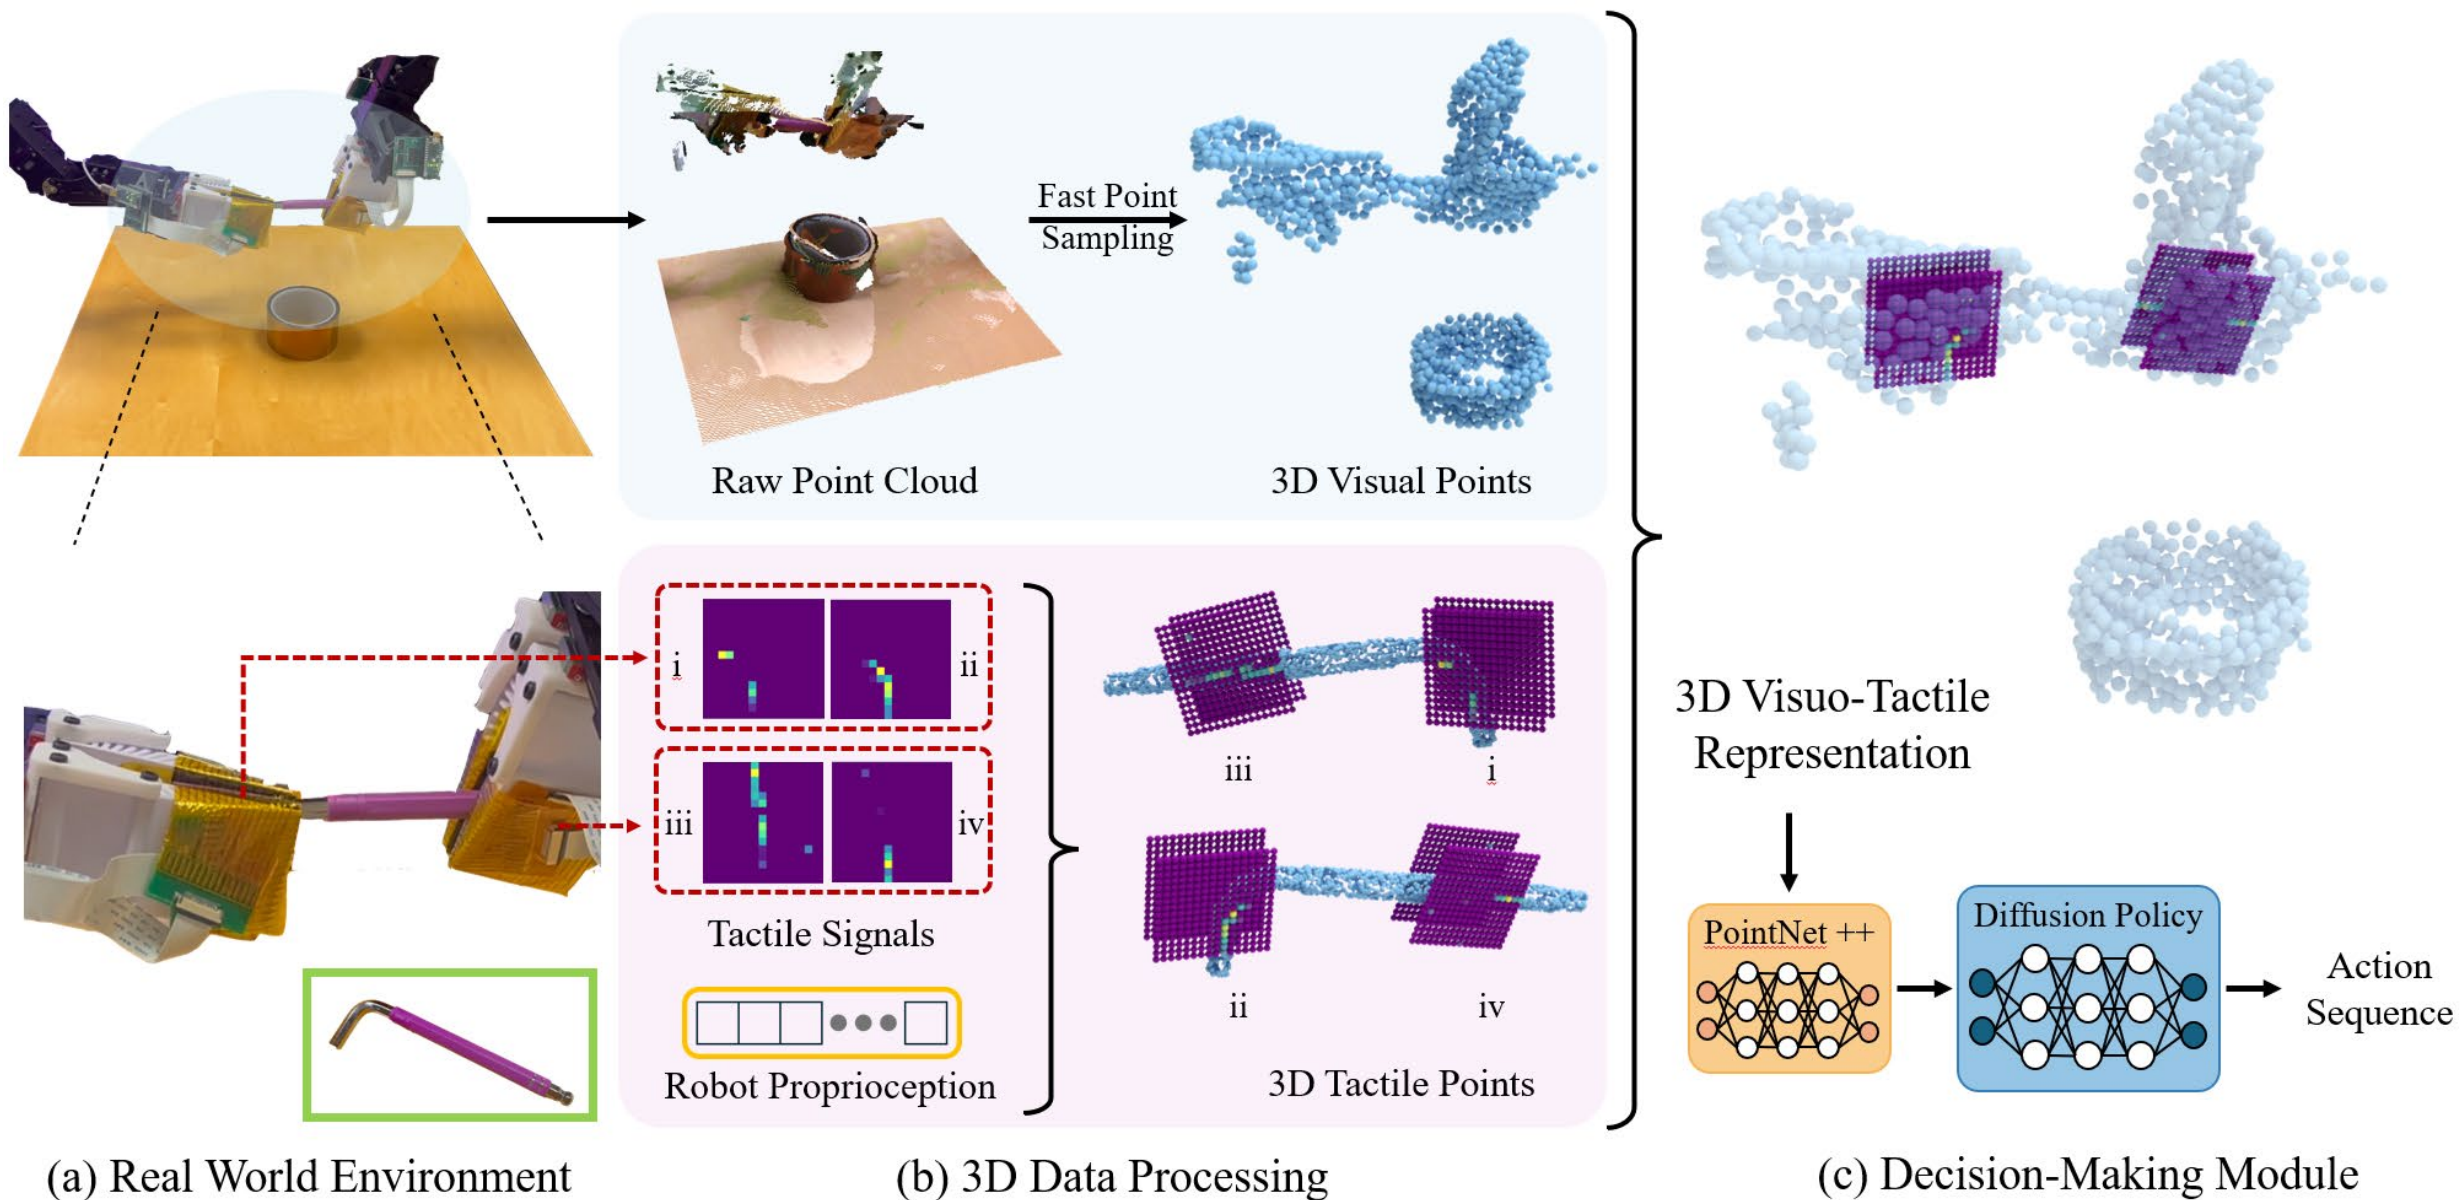 Fast Point
Sampling
Raw Point Cloud
3D Visual Points
i
ii
iii
iv
Tactile Signals
Robot Proprioception
iii
i
ii
iv
3D Tactile Points
3D Visuo-Tactile
Representation
PointNet ++
Diffusion Policy
Action
Sequence
(a) Real World Environment
(b) 3D Data Processing
(c) Decision-Making Module